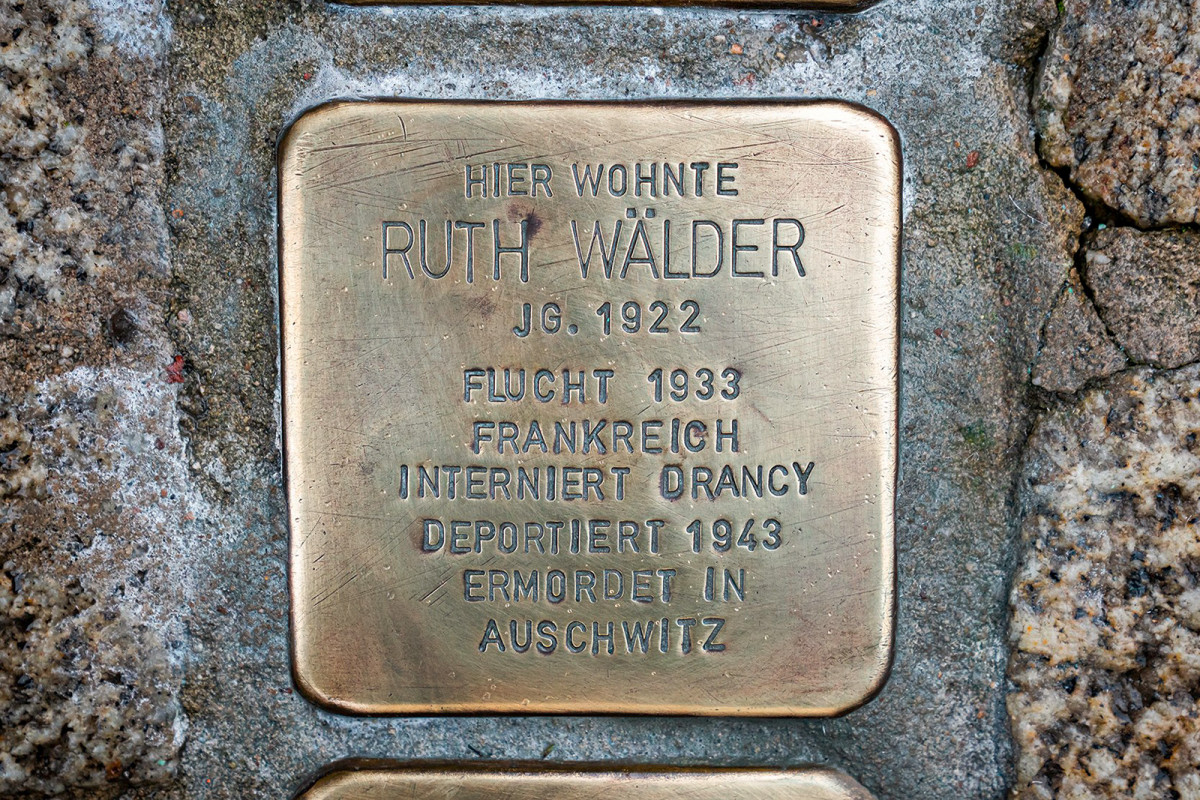 HIER WOHNTE
RUTH WÄLDER
JG. 1922
FLUCHT 1933
FRANKREICH
INTERNIERT DRANCY
DEPORTIERT 1943
ERMORDET IN
AUSCHWITZ